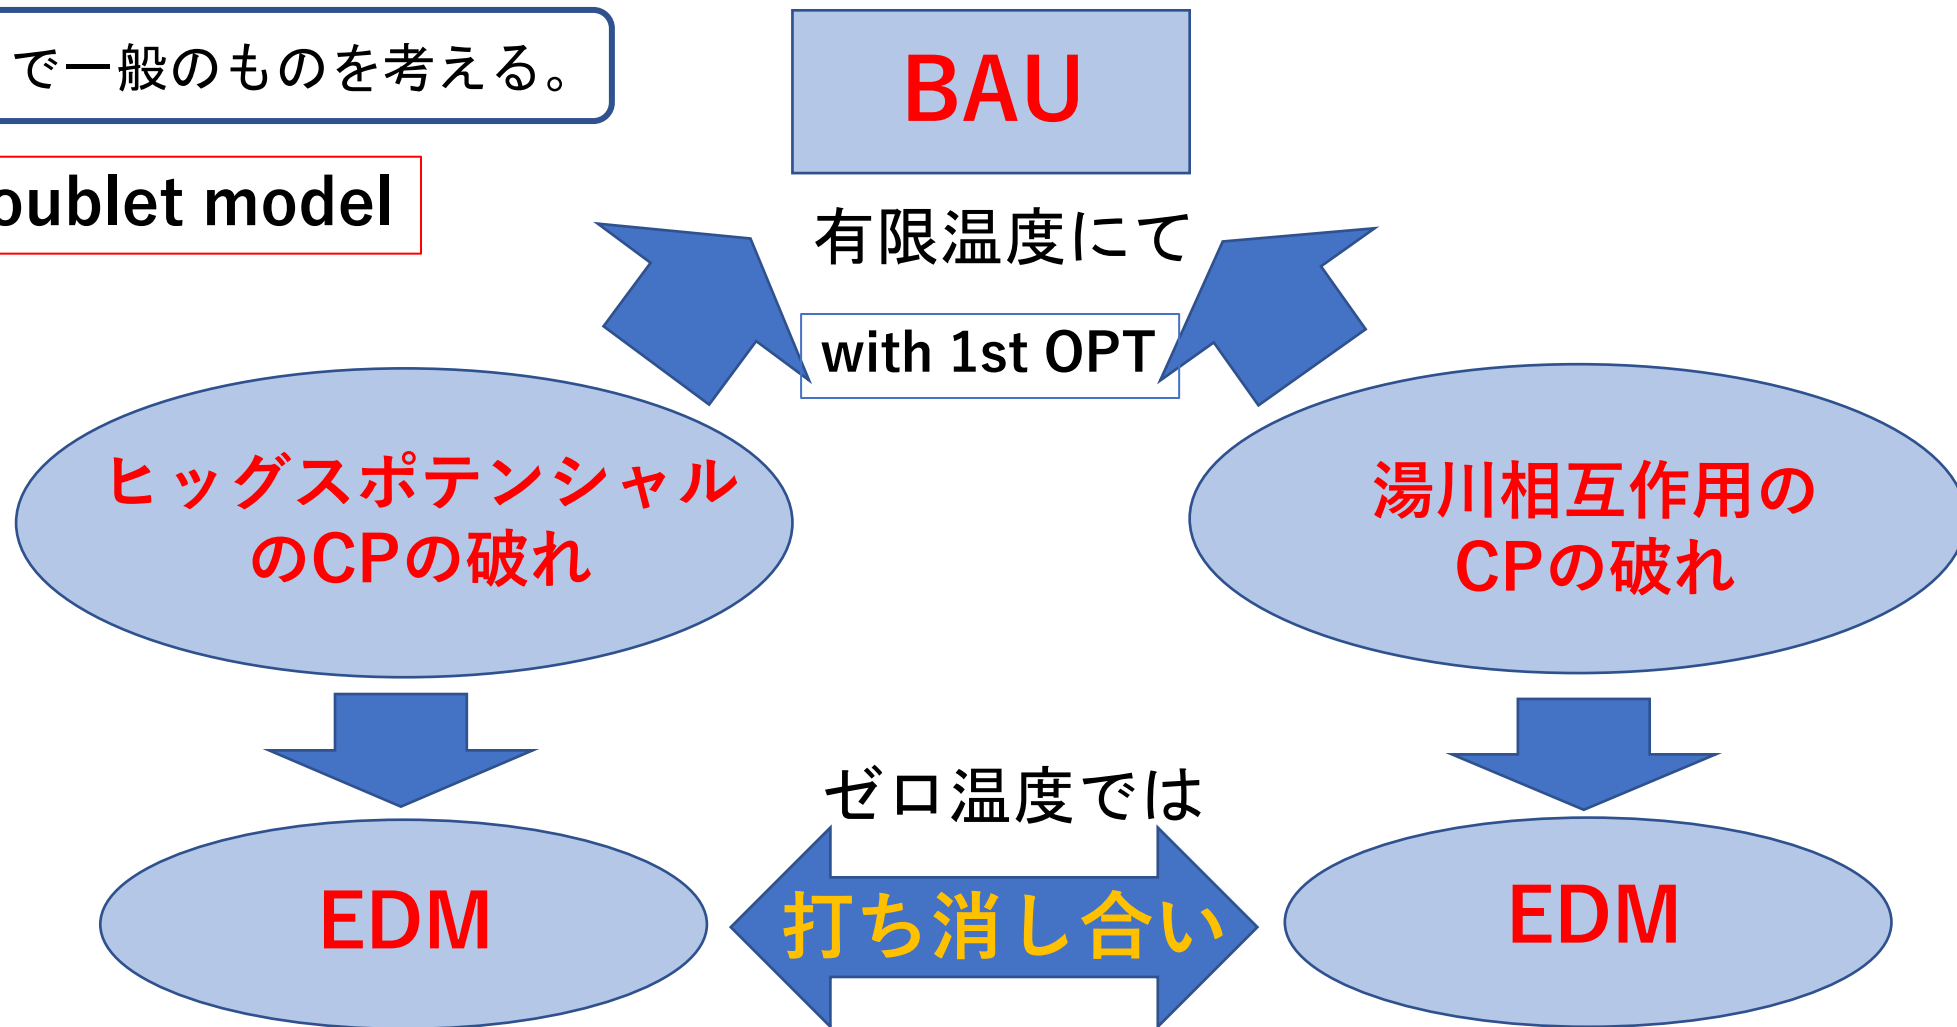 で一般のものを考える。
BAU
oublet model
有限温度にて
with 1st OPT
ヒッグスポテンシャル
のCPの破れ
湯川相互作用の
CPの破れ
ゼロ温度では
EDM
打ち消し合い
EDM